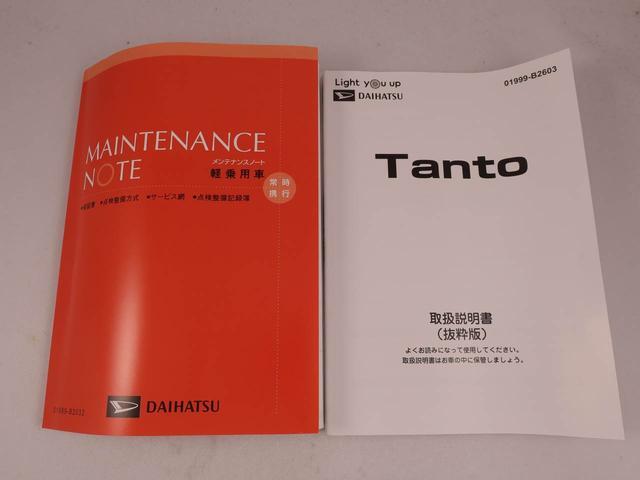 MAINTENANCE
NOTE
メンテナンスノート
軽乗用車
常時
携行
●保証書 ●点検整備方式 ●サービス網 ●点検整備記録簿
DAIHATSU
01999-B2032
Light you up
DAIHATSU
01999-B2603
Tanto
取扱説明書
(抜粋版)
よくお読みになって使用してください。
取扱説明書はお車の中に保管しましょう。